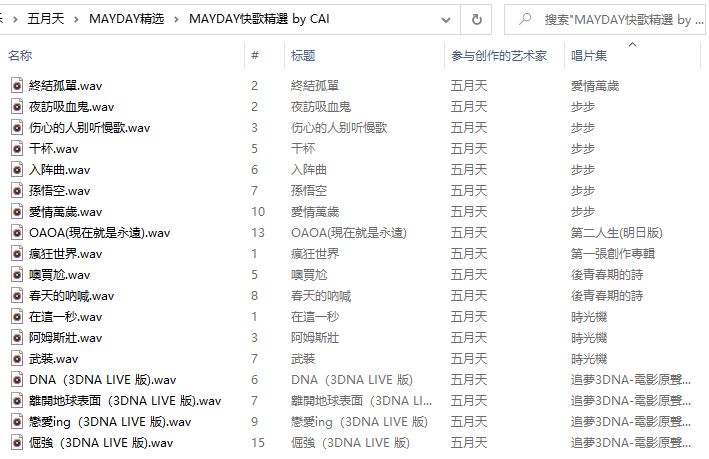 乐 > 五月天 > MAYDAY精选 > MAYDAY快歌精選 by CAI 搜索"MAYDAY快歌精選 by ...
名称 # 标题 参与创作的艺术家 唱片集
終結孤單.wav 2 終結孤單 五月天 愛情萬歲
夜訪吸血鬼.wav 2 夜訪吸血鬼 五月天 步步
伤心的人别听慢歌.wav 3 伤心的人别听慢歌 五月天 步步
干杯.wav 5 干杯 五月天 步步
入阵曲.wav 6 入阵曲 五月天 步步
孫悟空.wav 7 孫悟空 五月天 步步
愛情萬歲.wav 10 愛情萬歲 五月天 步步
OAOA(現在就是永遠).wav 13 OAOA(現在就是永遠) 五月天 第二人生(明日版)
瘋狂世界.wav 1 瘋狂世界 五月天 第一張創作專輯
噢買尬.wav 5 噢買尬 五月天 後青春期的詩
春天的吶喊.wav 8 春天的吶喊 五月天 後青春期的詩
在這一秒.wav 1 在這一秒 五月天 時光機
阿姆斯壯.wav 3 阿姆斯壯 五月天 時光機
武裝.wav 7 武裝 五月天 時光機
DNA（3DNA LIVE 版).wav 6 DNA（3DNA LIVE 版) 五月天 追夢3DNA-電影原聲...
離開地球表面（3DNA LIVE 版).wav 7 離開地球表面（3DNA LI... 五月天 追夢3DNA-電影原聲...
戀愛ing（3DNA LIVE 版).wav 9 戀愛ing（3DNA LIVE 版) 五月天 追夢3DNA-電影原聲...
倔強（3DNA LIVE 版).wav 15 倔強（3DNA LIVE 版) 五月天 追夢3DNA-電影原聲...